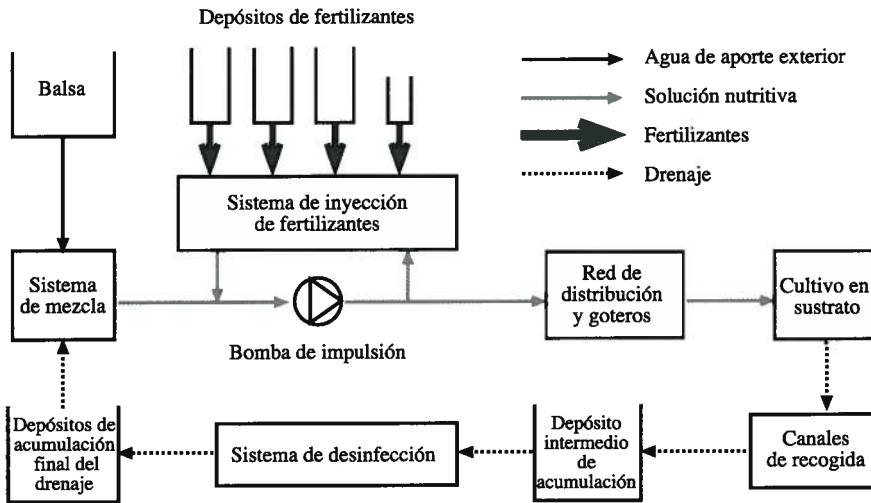 Depósitos de fertilizantes
Balsa
Agua de aporte exterior
Solución nutritiva
Fertilizantes
Drenaje
Sistema de inyección
de fertilizantes
Sistema
de mezcla
Bomba de impulsión
Red de
distribución
y goteros
Cultivo en
sustrato
Depósitos de
acumulación
final del
drenaje
Sistema de desinfección
Depósito
intermedio
de
acumulación
Canales
de recogida